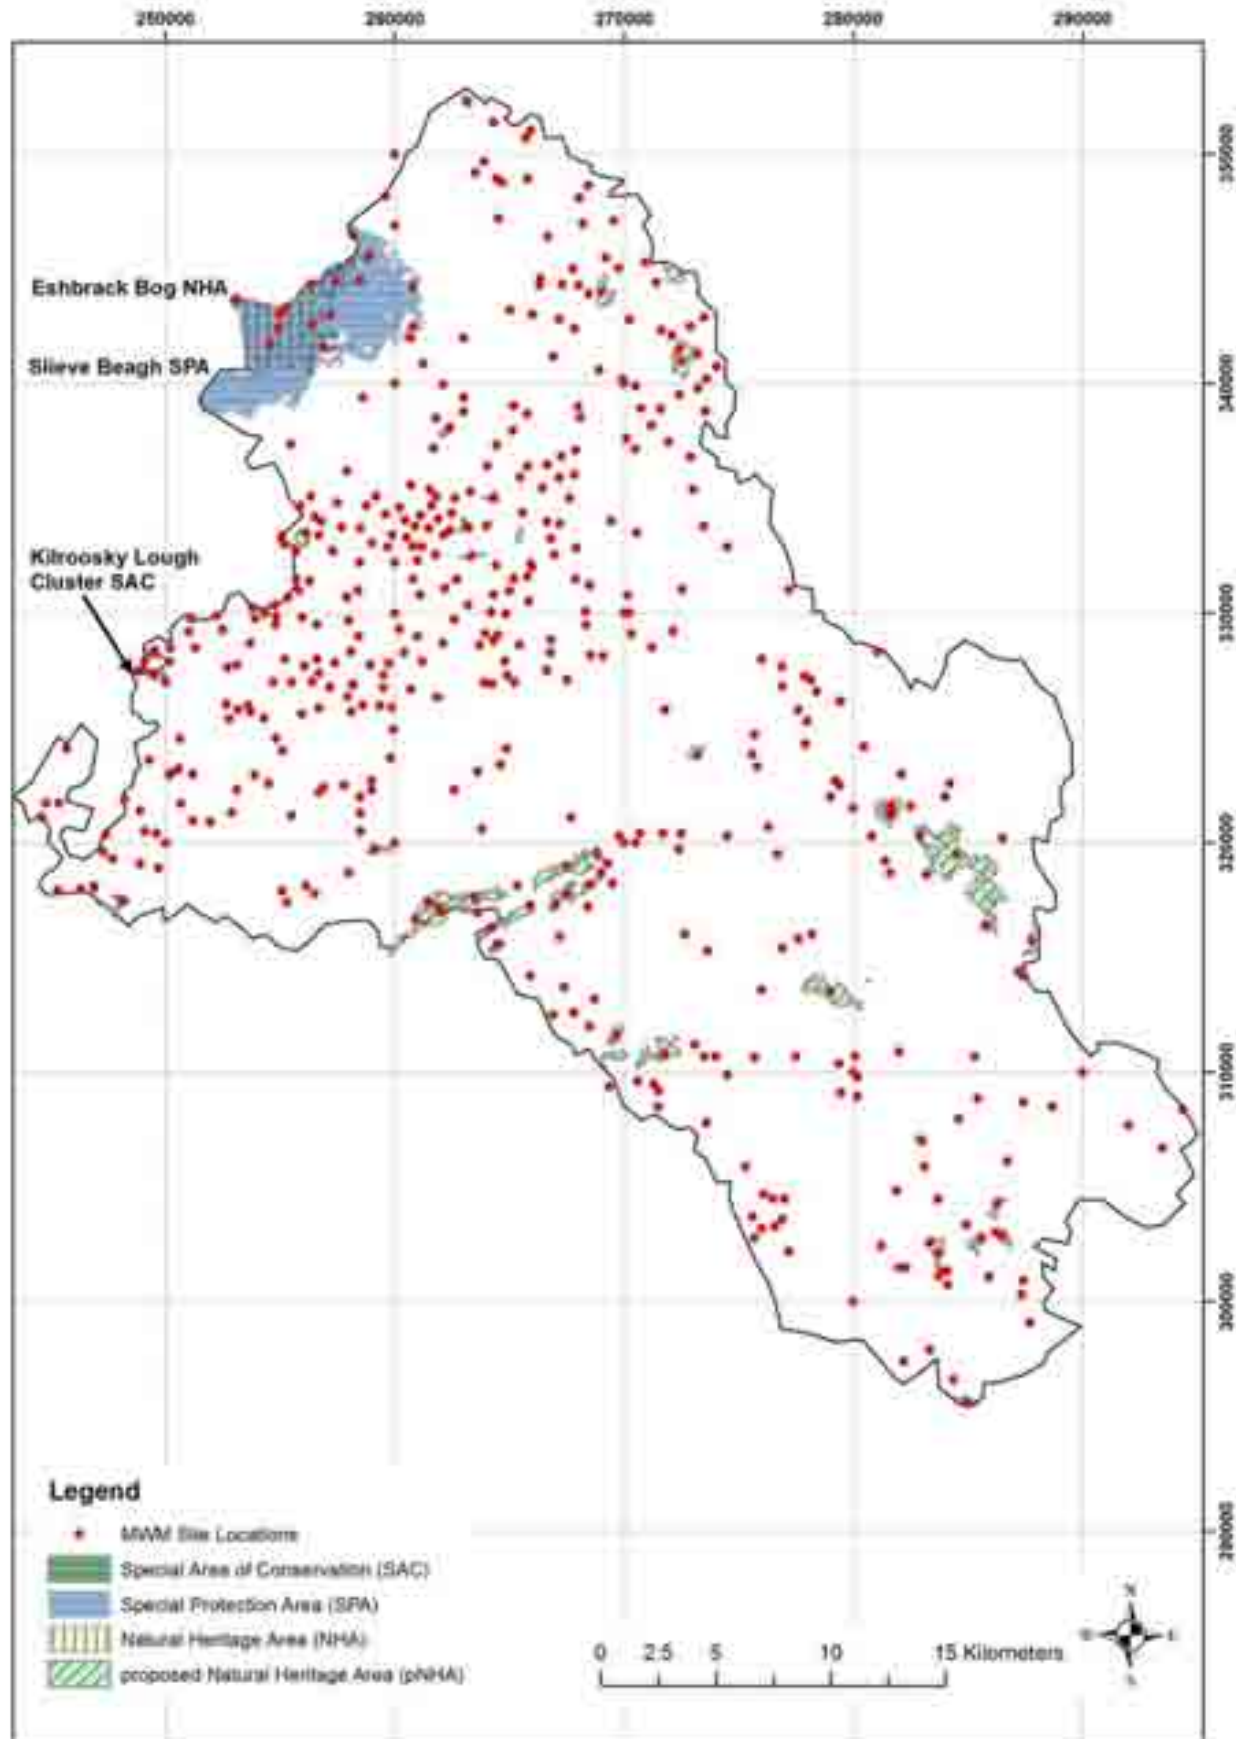 250000 260000 270000 280000 290000
350000
Eshbrack Bog NHA
Slieve Beagh SPA
340000
Kilroosky Lough
Cluster SAC
330000
320000
310000
300000
290000
Legend
MWM Site Locations
Special Area of Conservation (SAC)
Special Protection Area (SPA)
Natural Heritage Area (NHA)
proposed Natural Heritage Area (pNHA)
0 2.5 5 10 15 Kilometers
N
W E
S